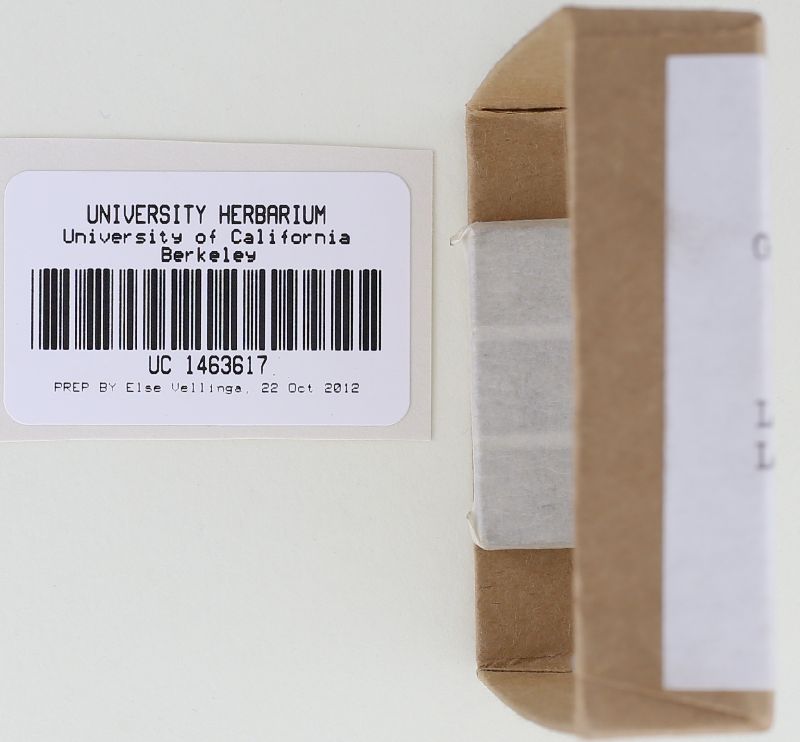 UNIVERSITY HERBARIUM
University of California
Berkeley
UC 1463617
PREP BY Else Vellinga, 22 Oct 2012
G
L
L